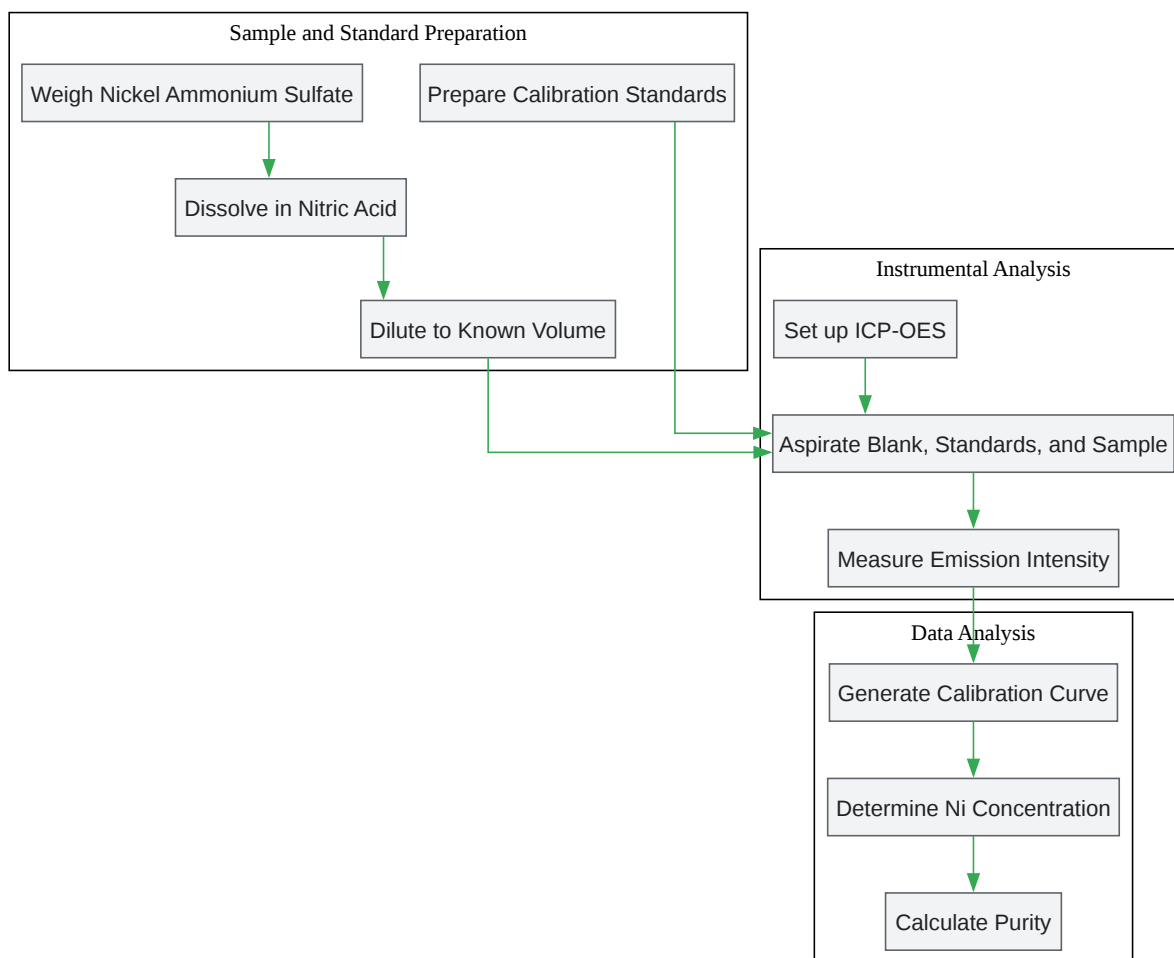 Sample and Standard Preparation
Weigh Nickel Ammonium Sulfate
Prepare Calibration Standards
Dissolve in Nitric Acid
Dilute to Known Volume
Instrumental Analysis
Set up ICP-OES
Aspirate Blank, Standards, and Sample
Measure Emission Intensity
Data Analysis
Generate Calibration Curve
Determine Ni Concentration
Calculate Purity